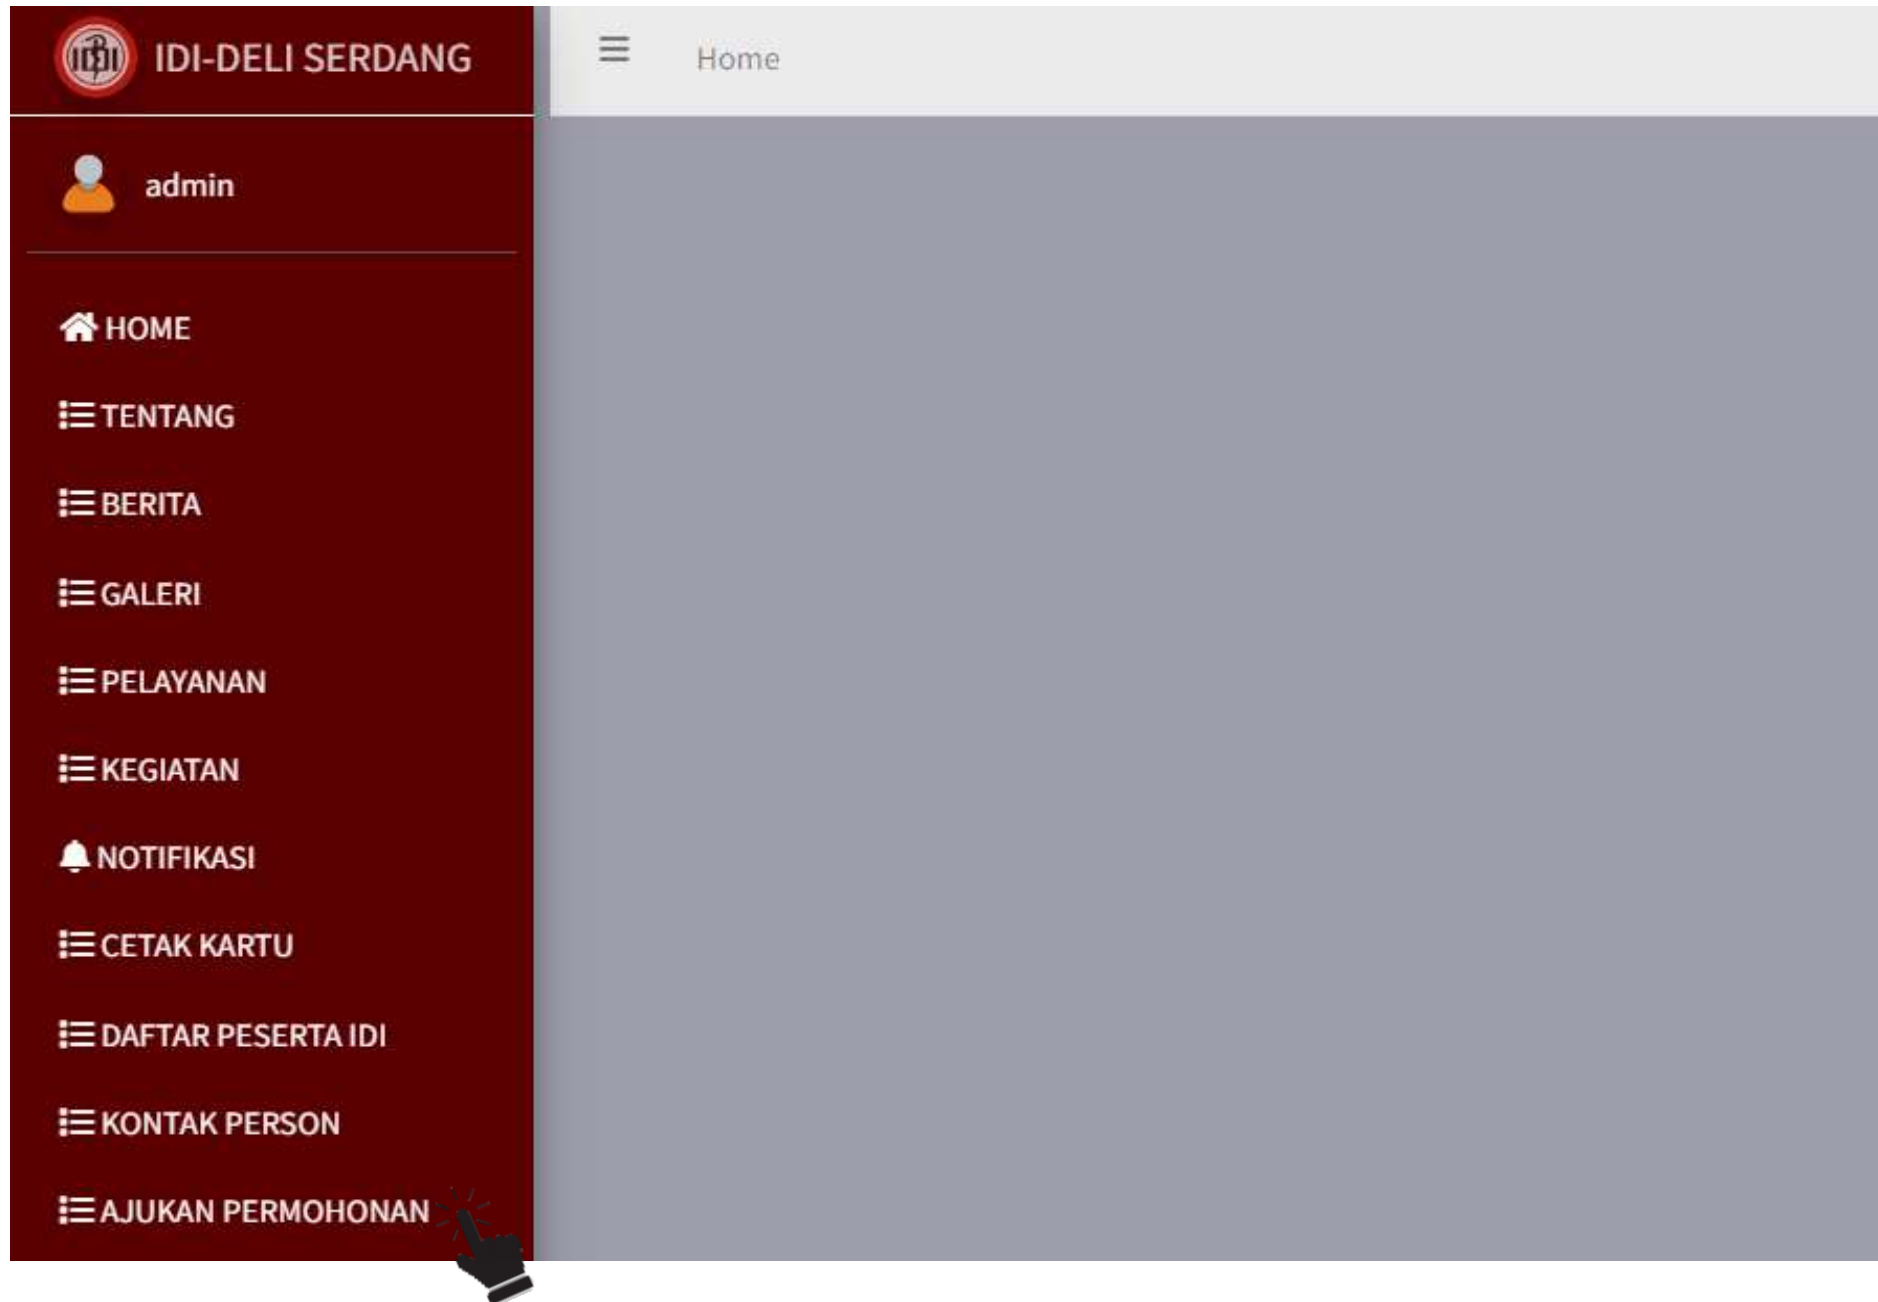 IDI-DELI SERDANG
Home
admin
HOME
TENTANG
BERITA
GALERI
PELAYANAN
KEGIATAN
NOTIFIKASI
CETAK KARTU
DAFTAR PESERTA IDI
KONTAK PERSON
AJUKAN PERMOHONAN